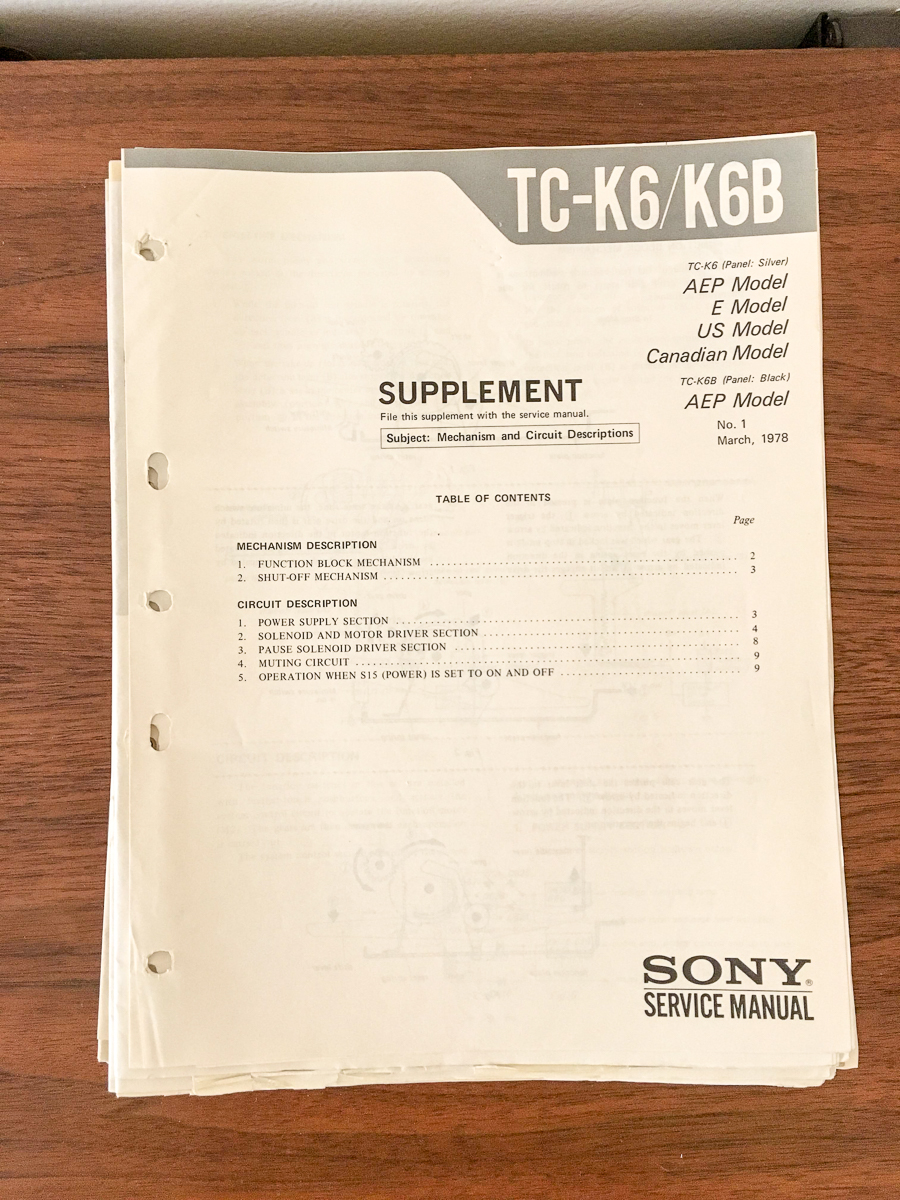 TC-K6/K6B
TC-K6 (Panel: Silver)
AEP Model
E Model
US Model
Canadian Model
TC-K6B (Panel: Black)
AEP Model
No. 1
March, 1978
SUPPLEMENT
File this supplement with the service manual.
Subject: Mechanism and Circuit Descriptions
TABLE OF CONTENTS
Page
MECHANISM DESCRIPTION
1. FUNCTION BLOCK MECHANISM ........................................ 2
2. SHUT-OFF MECHANISM ........................................ 3
CIRCUIT DESCRIPTION
1. POWER SUPPLY SECTION ........................................ 3
2. SOLENOID AND MOTOR DRIVER SECTION ........................................ 4
3. PAUSE SOLENOID DRIVER SECTION ........................................ 8
4. MUTING CIRCUIT ........................................ 9
5. OPERATION WHEN S15 (POWER) IS SET TO ON AND OFF ........................................ 9
SONY®
SERVICE MANUAL